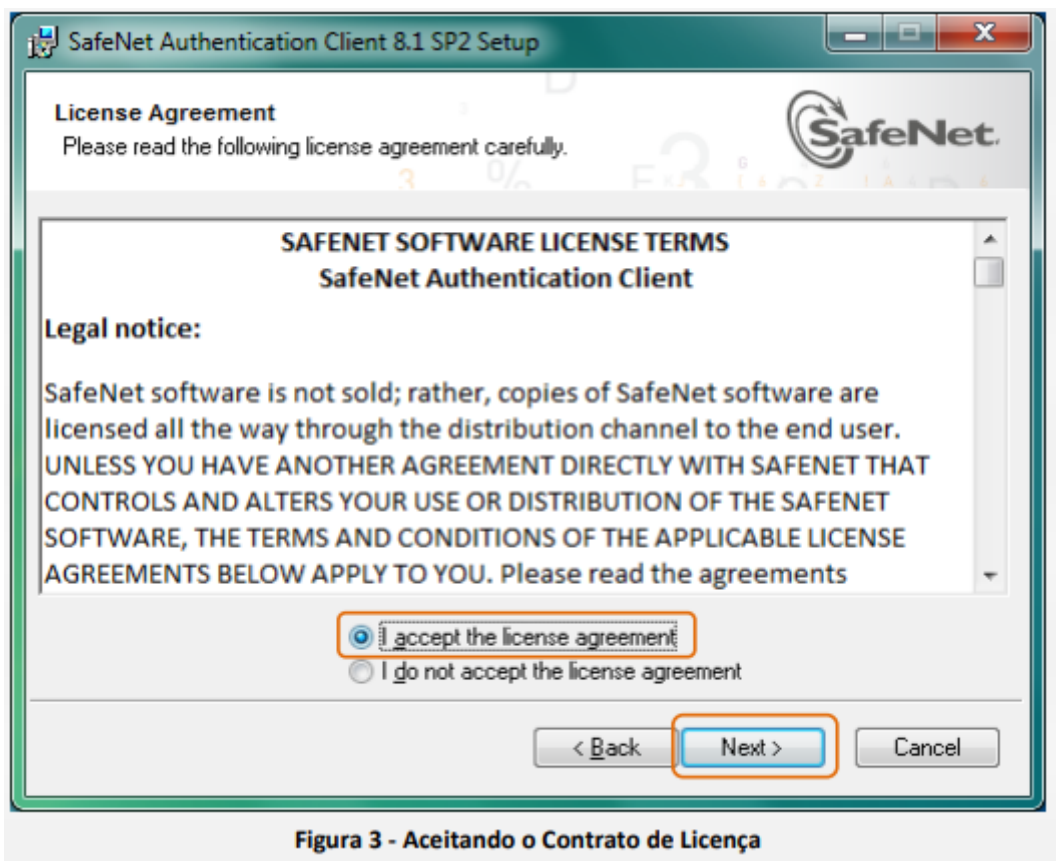 SafeNet Authentication Client 8.1 SP2 Setup
License Agreement
Please read the following license agreement carefully.
SafeNet.
SAFENET SOFTWARE LICENSE TERMS
SafeNet Authentication Client
Legal notice:
SafeNet software is not sold; rather, copies of SafeNet software are
licensed all the way through the distribution channel to the end user.
UNLESS YOU HAVE ANOTHER AGREEMENT DIRECTLY WITH SAFENET THAT
CONTROLS AND ALTERS YOUR USE OR DISTRIBUTION OF THE SAFENET
SOFTWARE, THE TERMS AND CONDITIONS OF THE APPLICABLE LICENSE
AGREEMENTS BELOW APPLY TO YOU. Please read the agreements
I accept the license agreement
I do not accept the license agreement
< Back Next > Cancel
Figura 3 - Aceitando o Contrato de Licença